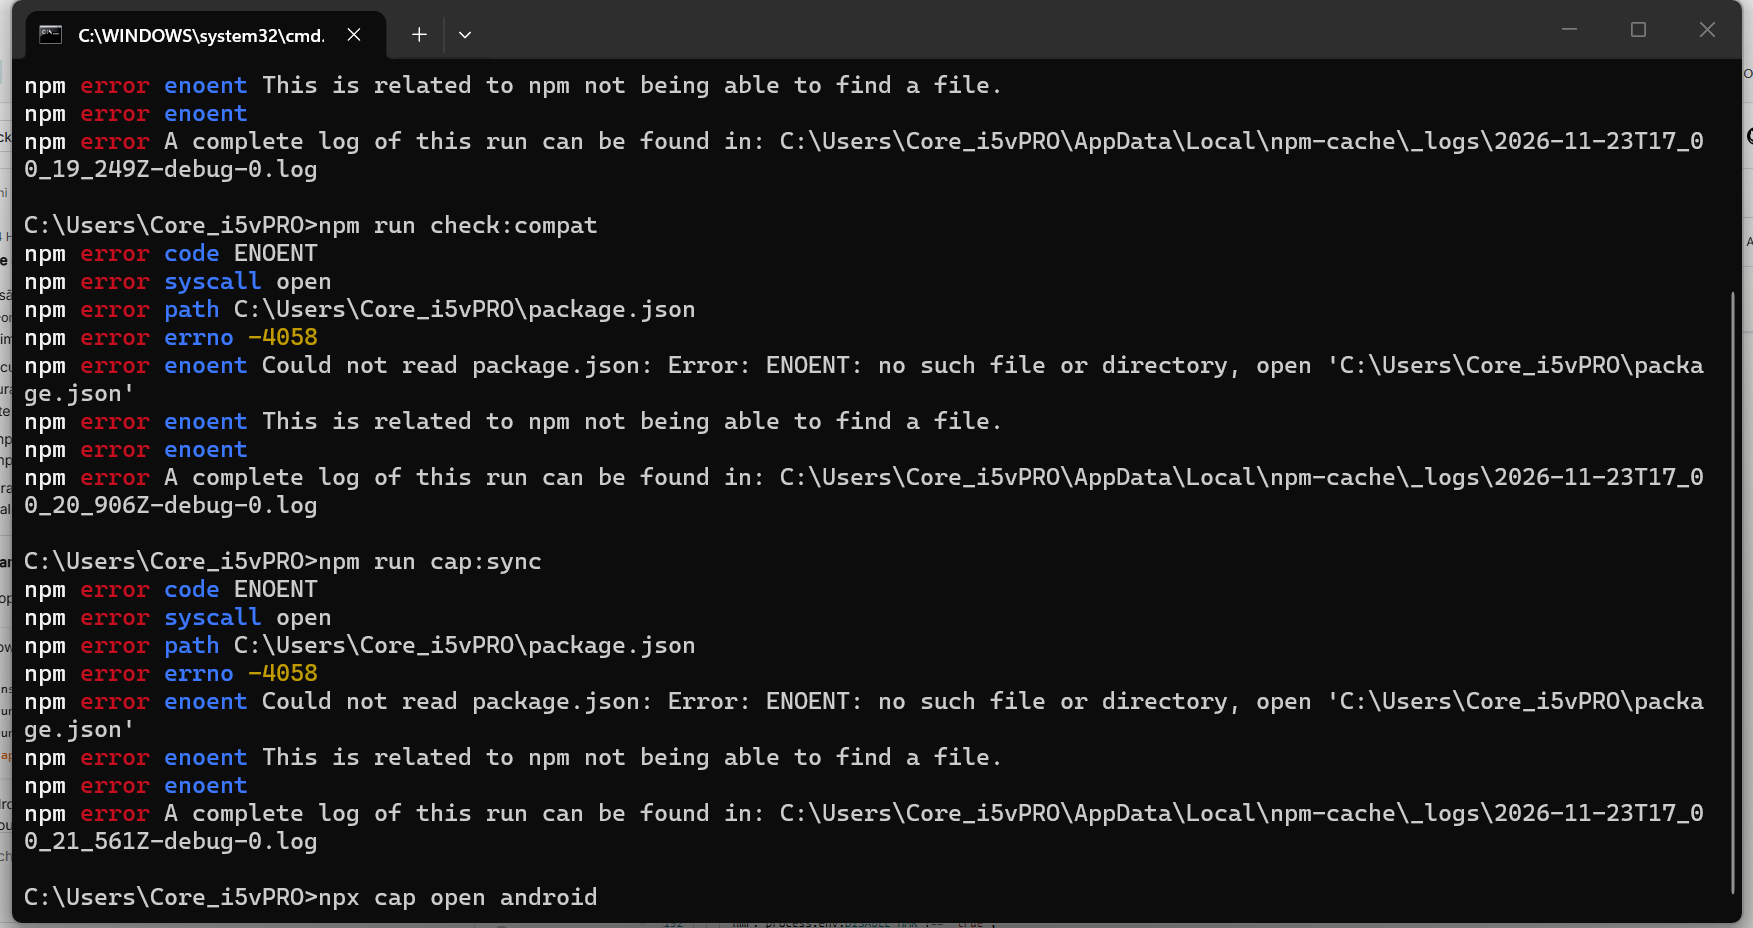 C:\WINDOWS\system32\cmd.
npm error enoent This is related to npm not being able to find a file.
npm error enoent
npm error A complete log of this run can be found in: C:\Users\Core_i5vPRO\AppData\Local\npm-cache\_logs\2026-11-23T17_0
0_19_249Z-debug-0.log
C:\Users\Core_i5vPRO>npm run check:compat
npm error code ENOENT
npm error syscall open
npm error path C:\Users\Core_i5vPRO\package.json
npm error errno -4058
npm error enoent Could not read package.json: Error: ENOENT: no such file or directory, open 'C:\Users\Core_i5vPRO\packa
ge.json'
npm error enoent This is related to npm not being able to find a file.
npm error enoent
npm error A complete log of this run can be found in: C:\Users\Core_i5vPRO\AppData\Local\npm-cache\_logs\2026-11-23T17_0
0_20_906Z-debug-0.log
C:\Users\Core_i5vPRO>npm run cap:sync
npm error code ENOENT
npm error syscall open
npm error path C:\Users\Core_i5vPRO\package.json
npm error errno -4058
npm error enoent Could not read package.json: Error: ENOENT: no such file or directory, open 'C:\Users\Core_i5vPRO\packa
ge.json'
npm error enoent This is related to npm not being able to find a file.
npm error enoent
npm error A complete log of this run can be found in: C:\Users\Core_i5vPRO\AppData\Local\npm-cache\_logs\2026-11-23T17_0
0_21_561Z-debug-0.log
C:\Users\Core_i5vPRO>npx cap open android